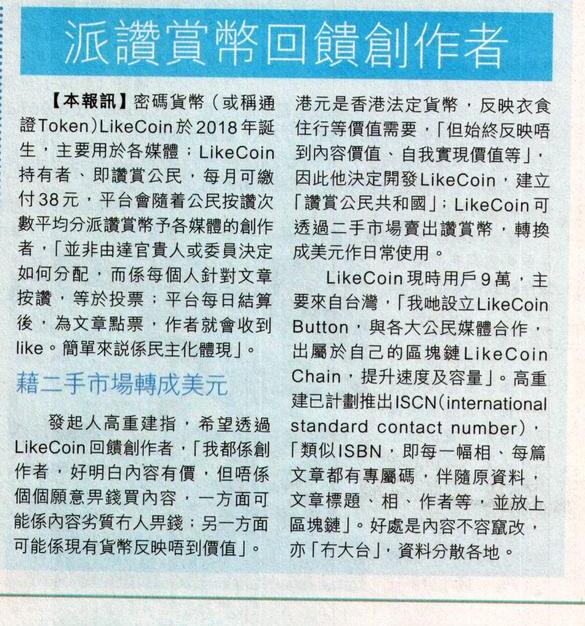 派讚賞幣回饋創作者
【本報訊】密碼貨幣（或稱通
證Token）LikeCoin於2018年誕
生，主要用於各媒體；LikeCoin
持有者、即讚賞公民，每月可繳
付38元，平台會隨着公民按讚次
數平均分派讚賞幣予各媒體的創作
者，「並非由達官貴人或委員決定
如何分配，而係每個人針對文章
按讚，等於投票；平台每日結算
後，為文章點票，作者就會收到
like。簡單來説係民主化體現」。
藉二手市場轉成美元
發起人高重建指，希望透過
LikeCoin回饋創作者，「我都係創
作者，好明白內容有價，但唔係
個個願意畀錢買內容，一方面可
能係內容劣質冇人畀錢；另一方面
可能係現有貨幣反映唔到價值」。
港元是香港法定貨幣，反映衣食
住行等價值需要，「但始終反映唔
到內容價值、自我實現價值等」，
因此他決定開發LikeCoin，建立
「讚賞公民共和國」；LikeCoin可
透過二手市場賣出讚賞幣，轉換
成美元作日常使用。
LikeCoin現時用戶9萬，主
要來自台灣，「我哋設立LikeCoin
Button，與各大公民媒體合作，
出屬於自己的區塊鏈LikeCoin
Chain，提升速度及容量」。高重
建已計劃推出ISCN（international
standard contact number），
「類似ISBN，即每一幅相、每篇
文章都有專屬碼，伴隨原資料，
文章標題、相、作者等，並放上
區塊鏈」。好處是內容不容竄改，
亦「冇大台」，資料分散各地。